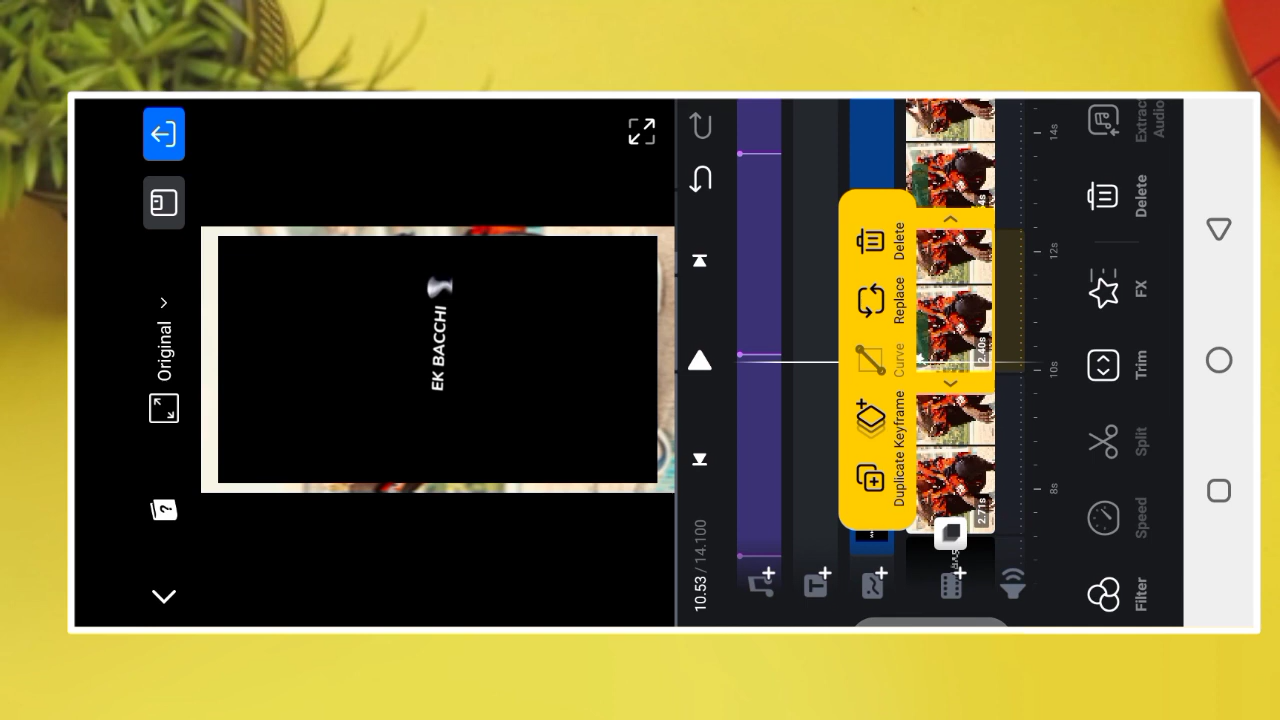 Original
EK BACCHI
10.53 / 14.100
Duplicate
Keyframe
Curve
Replace
Delete
2.71s
2.40s
8s
10s
12s
14s
Filter
Speed
Split
Trim
FX
Delete
Extract
Audio